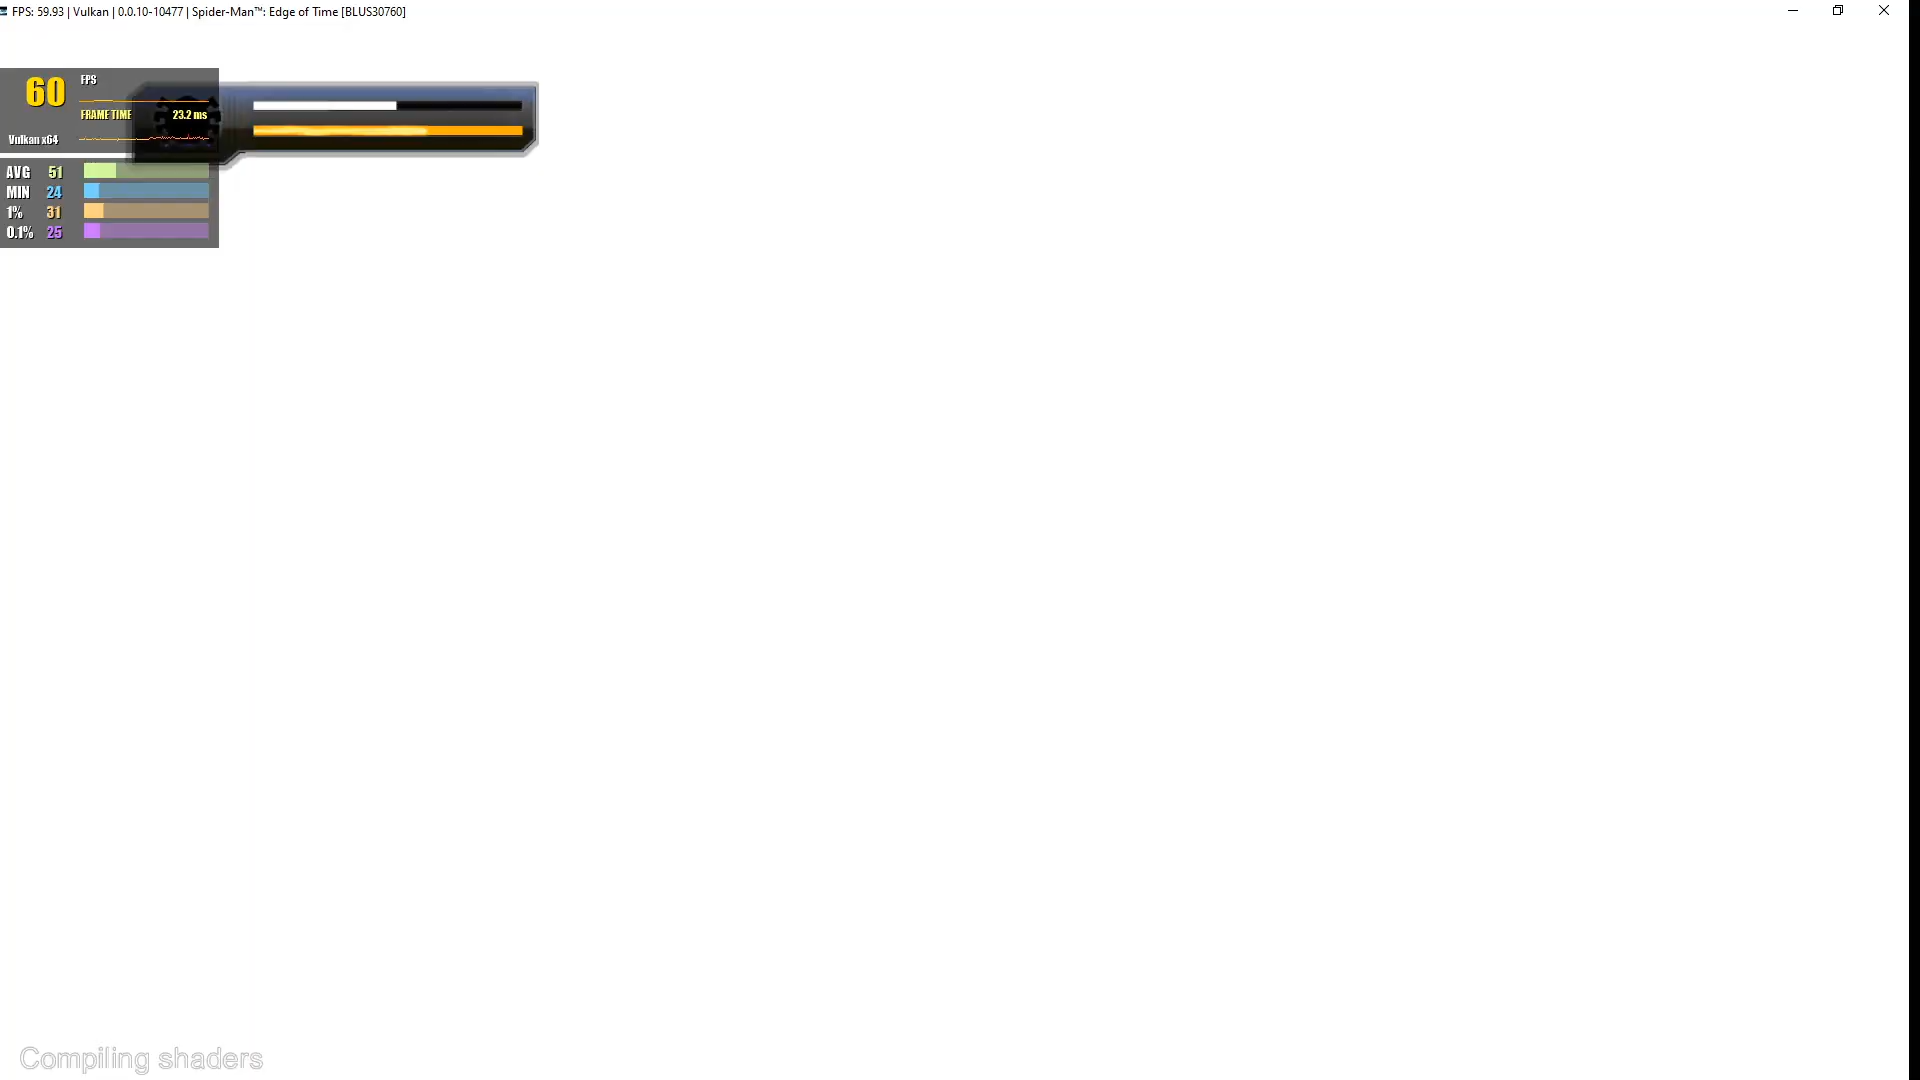 FPS: 59.93 | Vulkan | 0.0.10-10477 | Spider-Man™: Edge of Time [BLUS30760]
60 FPS
FRAME TIME 23.2 ms
Vulkan x64
AVG 51
MIN 24
1% 31
0.1% 25
Compiling shaders